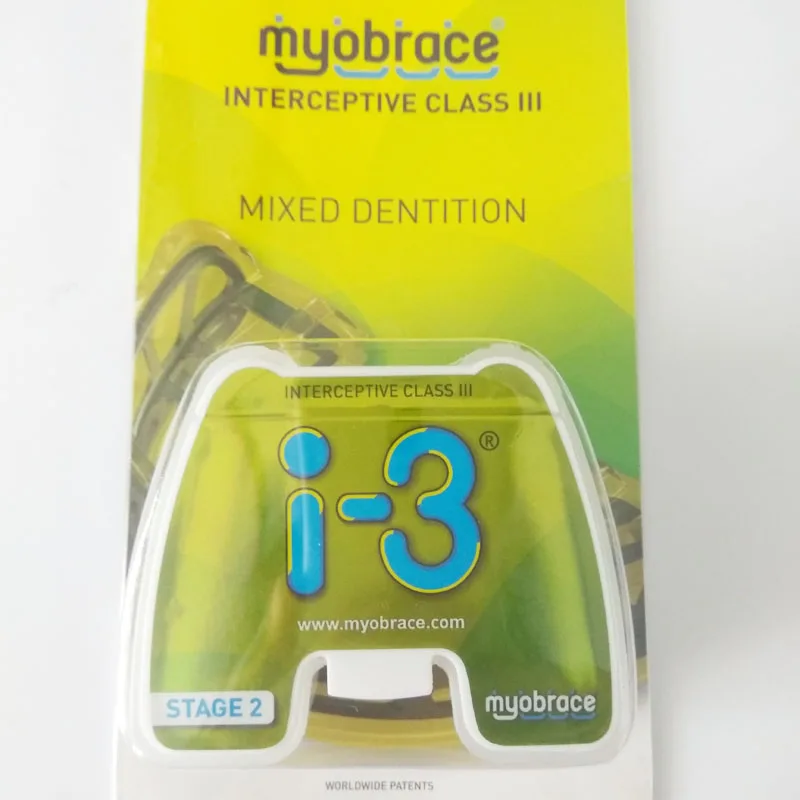 myobrace®
INTERCEPTIVE CLASS III
MIXED DENTITION
INTERCEPTIVE CLASS III
i-3®
www.myobrace.com
STAGE 2
myobrace
WORLDWIDE PATENTS